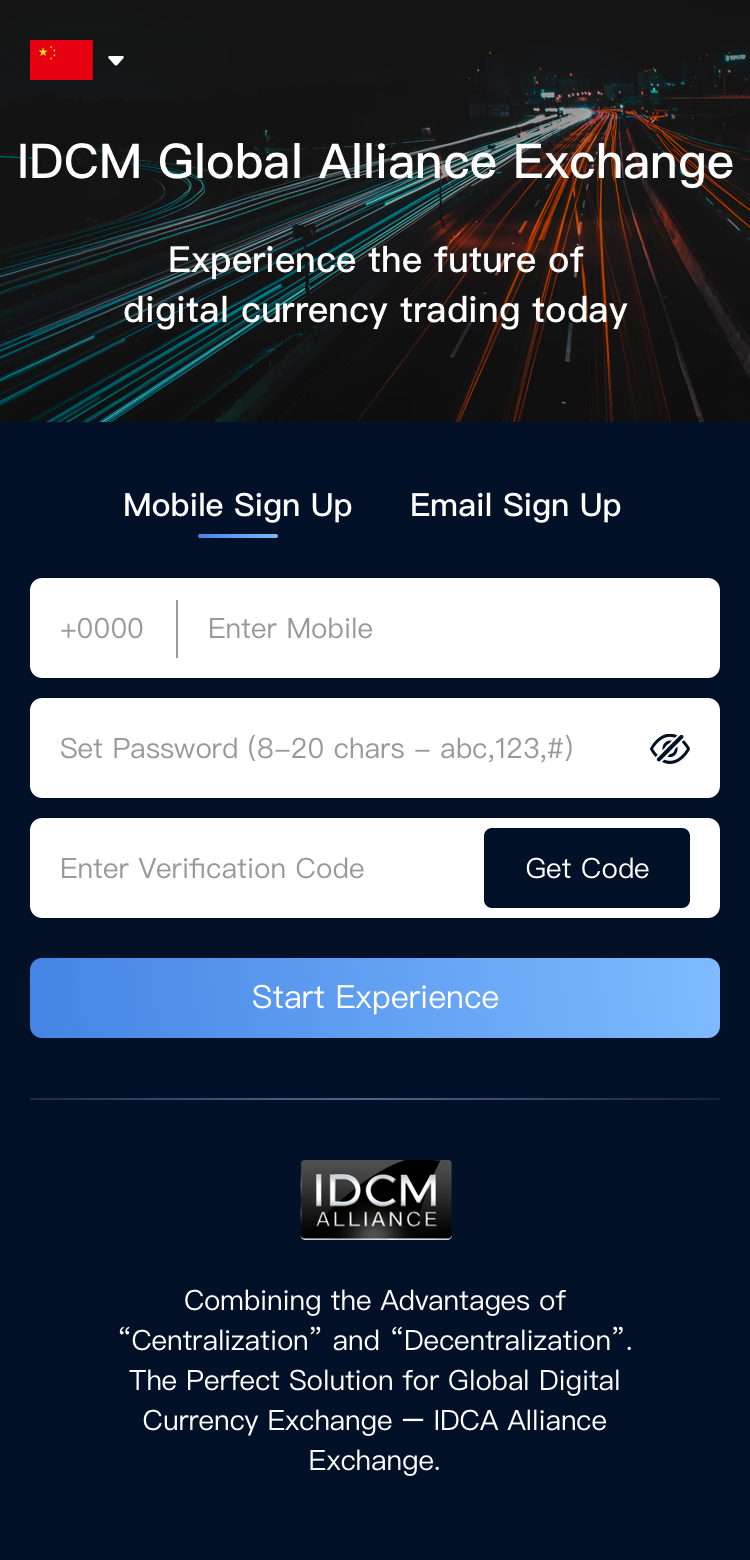 IDCM Global Alliance Exchange
Experience the future of
digital currency trading today
Mobile Sign Up
Email Sign Up
+0000
Enter Mobile
Set Password (8–20 chars – abc,123,#)
Enter Verification Code
Get Code
Start Experience
IDCM
ALLIANCE
Combining the Advantages of
“Centralization” and “Decentralization”.
The Perfect Solution for Global Digital
Currency Exchange — IDCA Alliance
Exchange.